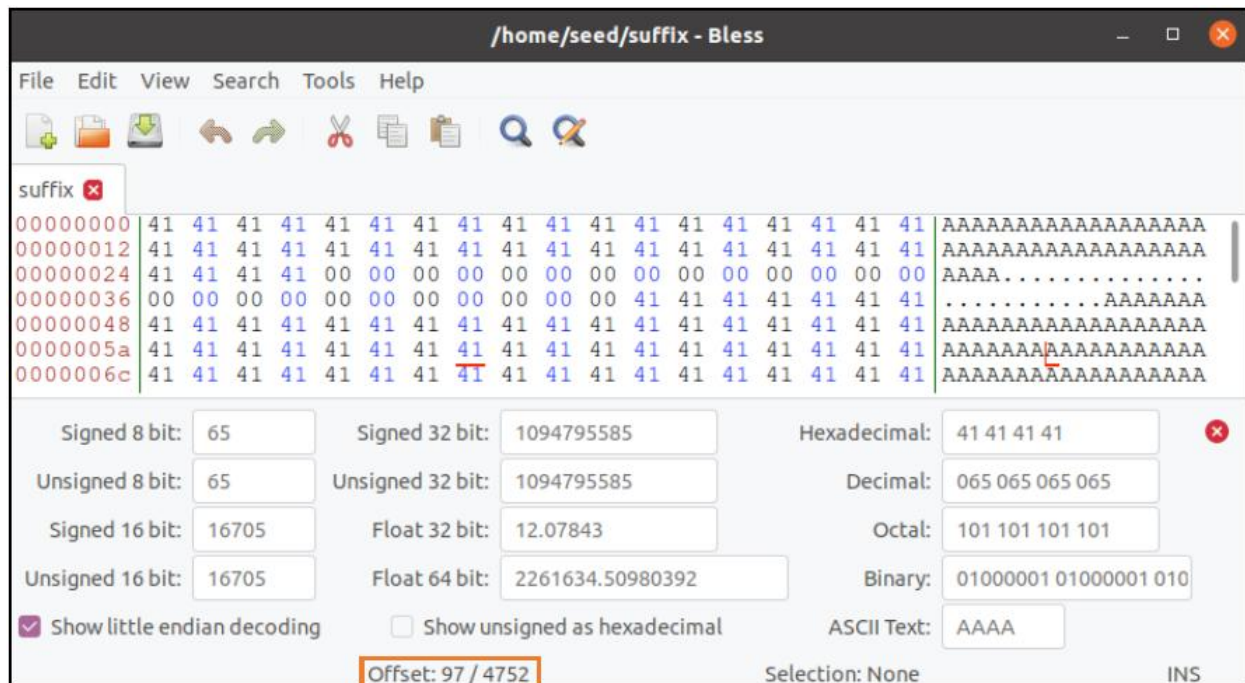 /home/seed/suffix - Bless
File Edit View Search Tools Help
suffix
00000000 41 41 41 41 41 41 41 41 41 41 41 41 41 41 41 41 41 41 AAAAAAAAAAAAAAAAAA
00000012 41 41 41 41 41 41 41 41 41 41 41 41 41 41 41 41 41 41 AAAAAAAAAAAAAAAAAA
00000024 41 41 41 41 00 00 00 00 00 00 00 00 00 00 00 00 00 00 AAAA..............
00000036 00 00 00 00 00 00 00 00 00 00 00 41 41 41 41 41 41 41 ...........AAAAAAA
00000048 41 41 41 41 41 41 41 41 41 41 41 41 41 41 41 41 41 41 AAAAAAAAAAAAAAAAAA
0000005a 41 41 41 41 41 41 41 41 41 41 41 41 41 41 41 41 41 41 AAAAAAAAAAAAAAAAAA
0000006c 41 41 41 41 41 41 41 41 41 41 41 41 41 41 41 41 41 41 AAAAAAAAAAAAAAAAAA
Signed 8 bit: 65 Signed 32 bit: 1094795585 Hexadecimal: 41 41 41 41
Unsigned 8 bit: 65 Unsigned 32 bit: 1094795585 Decimal: 065 065 065 065
Signed 16 bit: 16705 Float 32 bit: 12.07843 Octal: 101 101 101 101
Unsigned 16 bit: 16705 Float 64 bit: 2261634.50980392 Binary: 01000001 01000001 010
Show little endian decoding Show unsigned as hexadecimal ASCII Text: AAAA
Offset: 97 / 4752 Selection: None INS